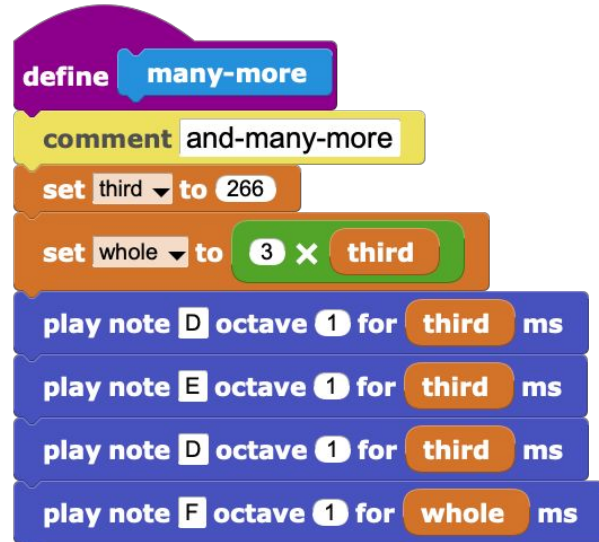 define many-more
comment and-many-more
set third to 266
set whole to 3 × third
play note D octave 1 for third ms
play note E octave 1 for third ms
play note D octave 1 for third ms
play note F octave 1 for whole ms